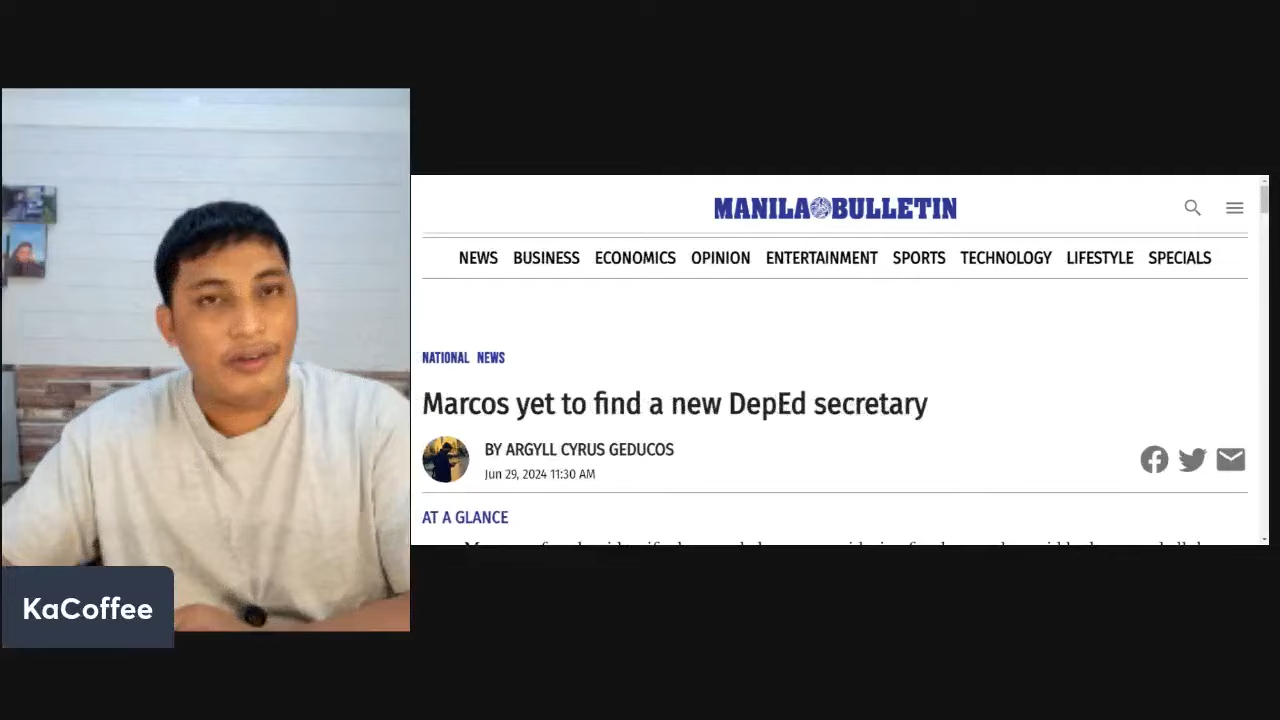 MANILA BULLETIN
NEWS BUSINESS ECONOMICS OPINION ENTERTAINMENT SPORTS TECHNOLOGY LIFESTYLE SPECIALS
NATIONAL NEWS
Marcos yet to find a new DepEd secretary
BY ARGYLL CYRUS GEDUCOS
Jun 29, 2024 11:30 AM
AT A GLANCE
KaCoffee